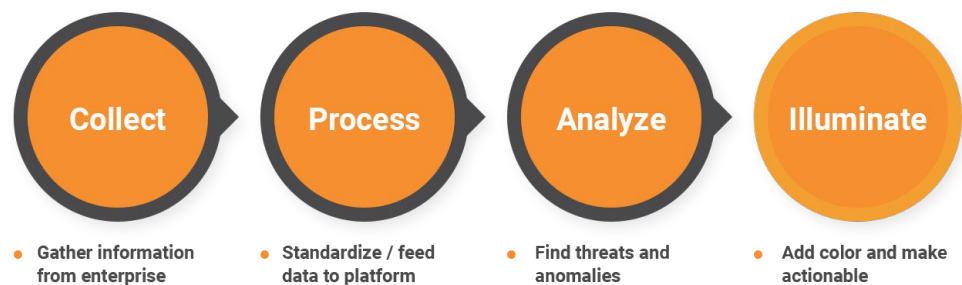 Collect
Process
Analyze
Illuminate
Gather information
from enterprise
Standardize / feed
data to platform
Find threats and
anomalies
Add color and make
actionable